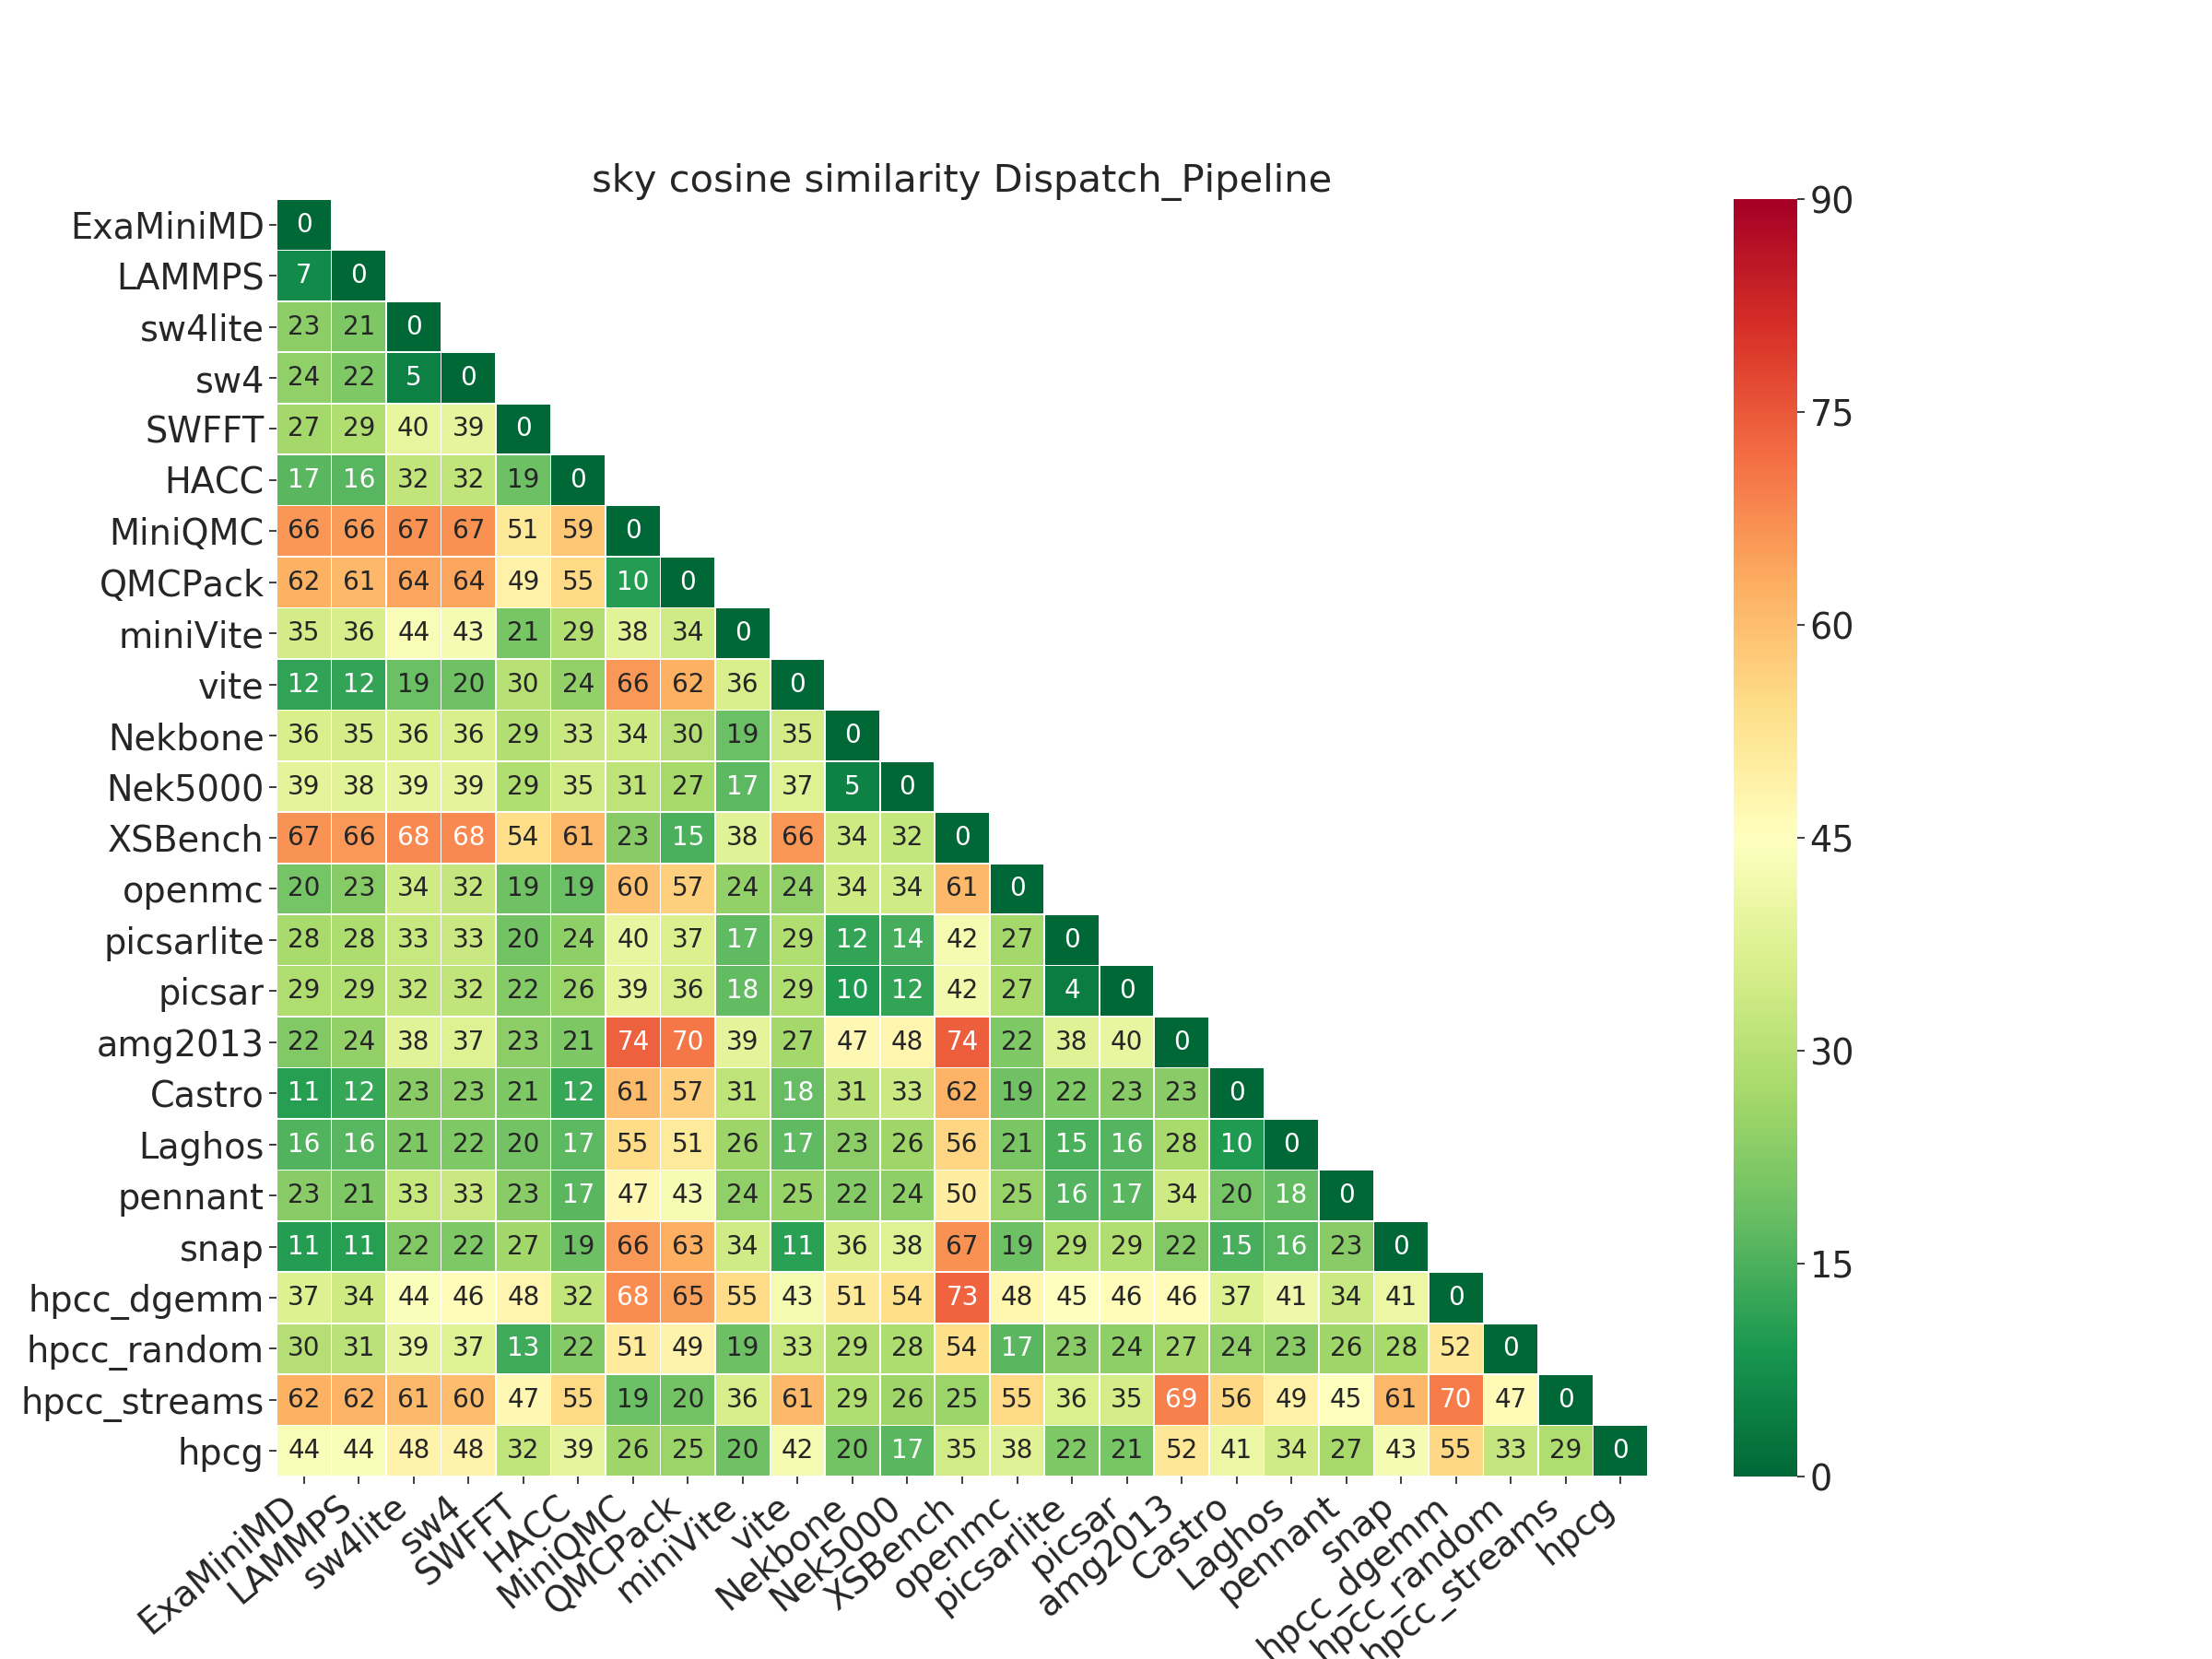 sky cosine similarity Dispatch_Pipeline
ExaMiniMD 0
LAMMPS 7 0
sw4lite 23 21 0
sw4 24 22 5 0
SWFFT 27 29 40 39 0
HACC 17 16 32 32 19 0
MiniQMC 66 66 67 67 51 59 0
QMCPack 62 61 64 64 49 55 10 0
miniVite 35 36 44 43 21 29 38 34 0
vite 12 12 19 20 30 24 66 62 36 0
Nekbone 36 35 36 36 29 33 34 30 19 35 0
Nek5000 39 38 39 39 29 35 31 27 17 37 5 0
XSBench 67 66 68 68 54 61 23 15 38 66 34 32 0
openmc 20 23 34 32 19 19 60 57 24 24 34 34 61 0
picsarlite 28 28 33 33 20 24 40 37 17 29 12 14 42 27 0
picsar 29 29 32 32 22 26 39 36 18 29 10 12 42 27 4 0
amg2013 22 24 38 37 23 21 74 70 39 27 47 48 74 22 38 40 0
Castro 11 12 23 23 21 12 61 57 31 18 31 33 62 19 22 23 23 0
Laghos 16 16 21 22 20 17 55 51 26 17 23 26 56 21 15 16 28 10 0
pennant 23 21 33 33 23 17 47 43 24 25 22 24 50 25 16 17 34 20 18 0
snap 11 11 22 22 27 19 66 63 34 11 36 38 67 19 29 29 22 15 16 23 0
hpcc_dgemm 37 34 44 46 48 32 68 65 55 43 51 54 73 48 45 46 46 37 41 34 41 0
hpcc_random 30 31 39 37 13 22 51 49 19 33 29 28 54 17 23 24 27 24 23 26 28 52 0
hpcc_streams 62 62 61 60 47 55 19 20 36 61 29 26 25 55 36 35 69 56 49 45 61 70 47 0
hpcg 44 44 48 48 32 39 26 25 20 42 20 17 35 38 22 21 52 41 34 27 43 55 33 29 0
ExaMiniMD LAMMPS sw4lite sw4 SWFFT HACC MiniQMC QMCPack miniVite vite Nekbone Nek5000 XSBench openmc picsarlite picsar amg2013 Castro Laghos pennant snap hpcc_dgemm hpcc_random hpcc_streams hpcg
90
75
60
45
30
15
0